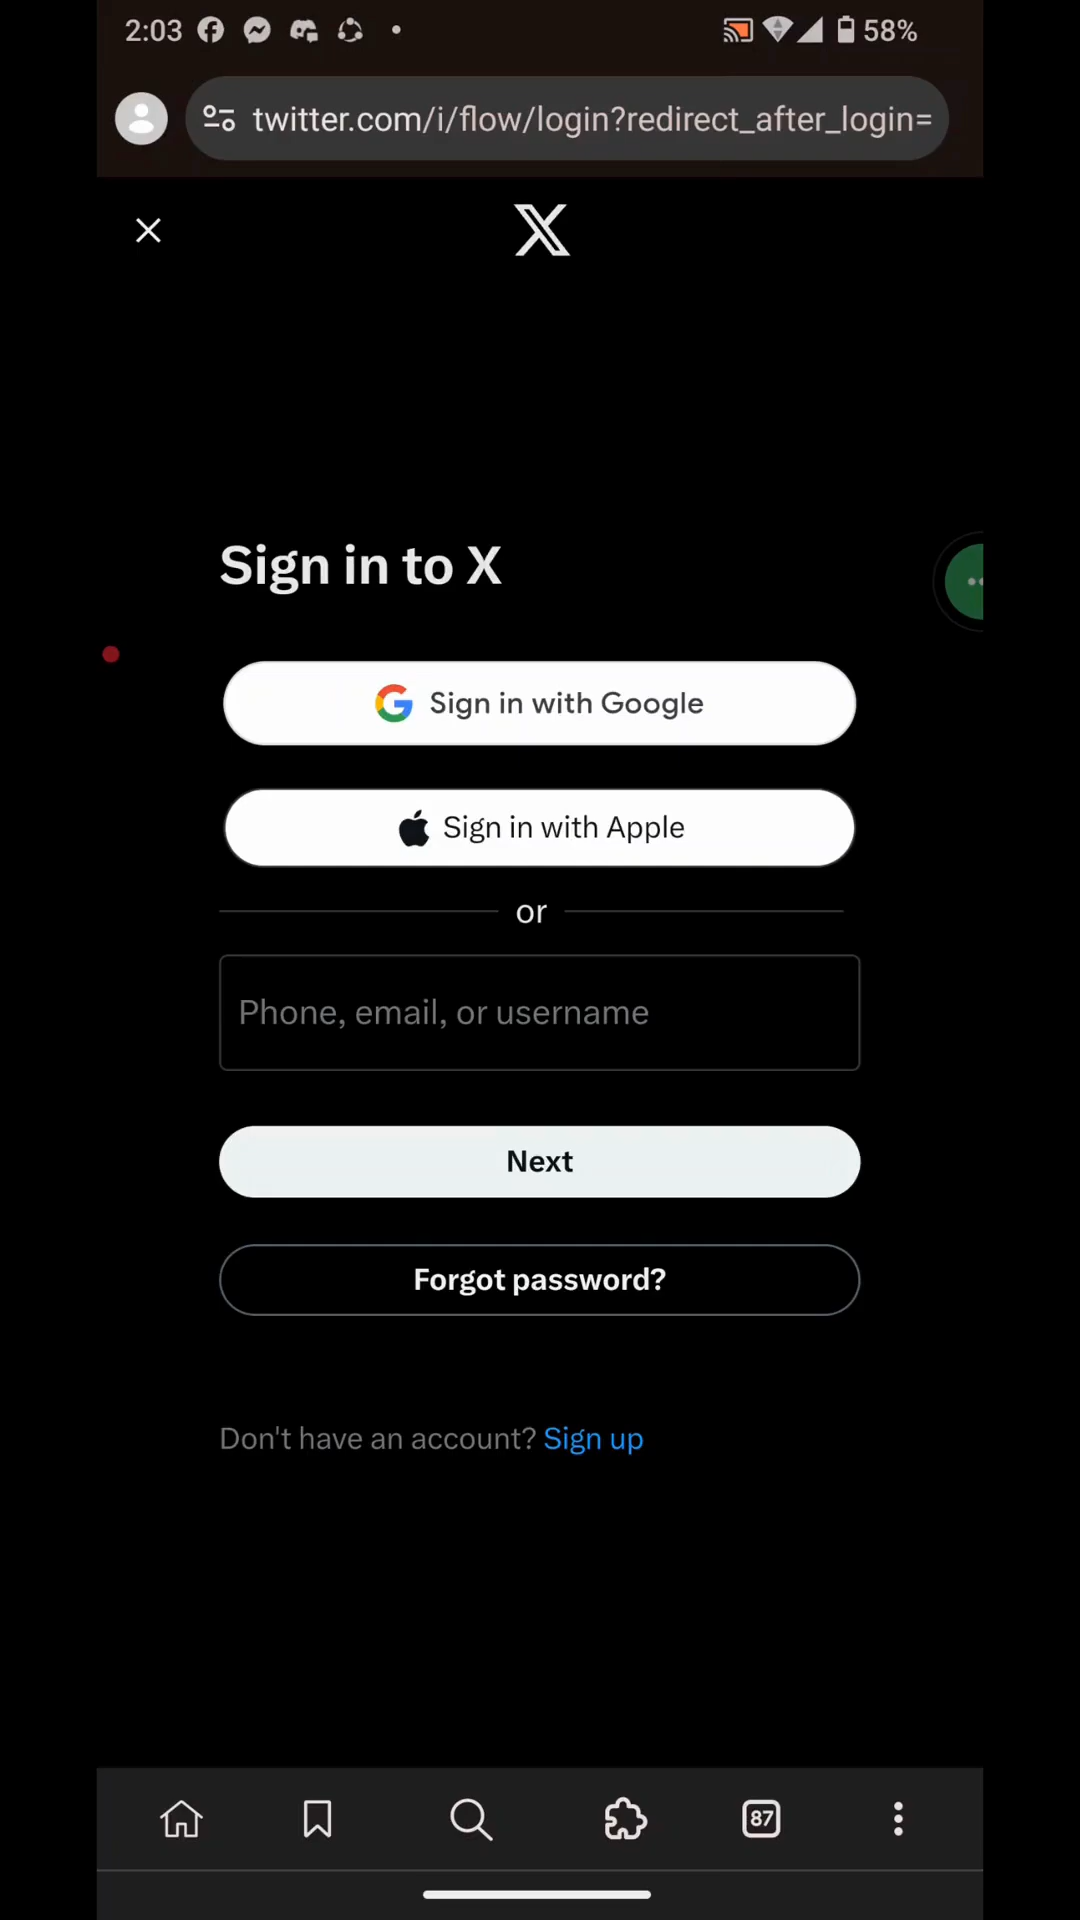 2:03
58%
twitter.com/i/flow/login?redirect_after_login=
Sign in to X
Sign in with Google
Sign in with Apple
or
Phone, email, or username
Next
Forgot password?
Don't have an account? Sign up
87